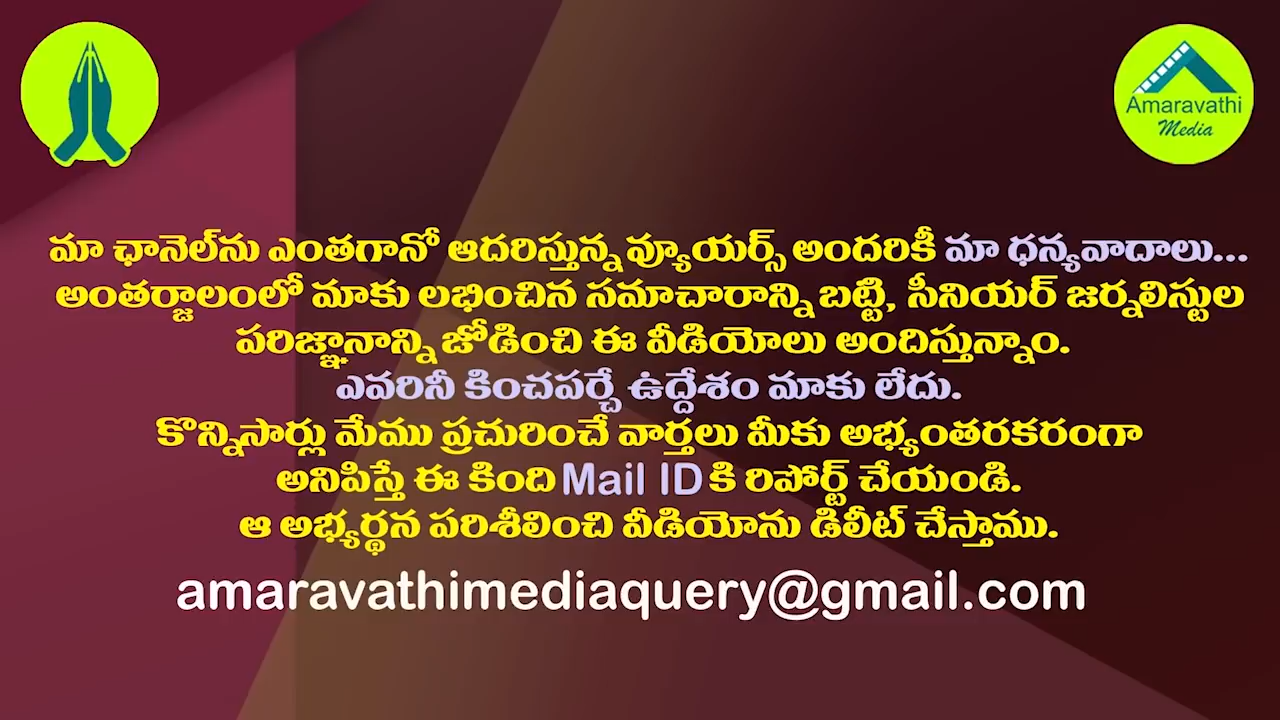 Amaravathi
Media
మా ఛానెల్‌ను ఎంతగానో ఆదరిస్తున్న వ్యూయర్స్ అందరికీ మా ధన్యవాదాలు...
అంతర్జాలంలో మాకు లభించిన సమాచారాన్ని బట్టి, సీనియర్ జర్నలిస్టుల
పరిజ్ఞానాన్ని జోడించి ఈ వీడియోలు అందిస్తున్నాం.
ఎవరినీ కించపర్చే ఉద్దేశం మాకు లేదు.
కొన్నిసార్లు మేము ప్రచురించే వార్తలు మీకు అభ్యంతరకరంగా
అనిపిస్తే ఈ కింది Mail ID కి రిపోర్ట్ చేయండి.
ఆ అభ్యర్థన పరిశీలించి వీడియోను డిలీట్ చేస్తాము.
amaravathimediaquery@gmail.com